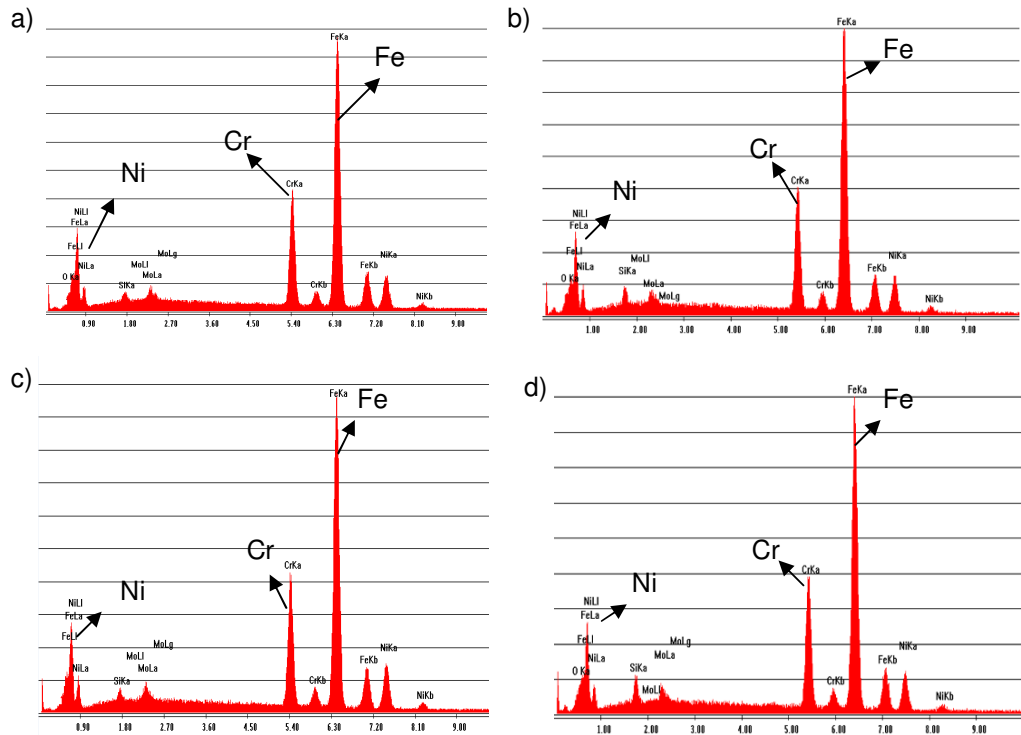 a)
FeKa
Fe
Cr
CrKa
Ni
NiLl
FeLa
FeLl
NiLa
O Ka
MoLg
MoLl
MoLa
SiKa
CrKb
FeKb
NiKa
NiKb
0.90 1.80 2.70 3.60 4.50 5.40 6.30 7.20 8.10 9.00
b)
FeKa
Fe
Cr
CrKa
Ni
NiLl
FeLa
FeLl
NiLa
O Ka
MoLl
SiKa
MoLa
MoLg
CrKb
FeKb
NiKa
NiKb
1.00 2.00 3.00 4.00 5.00 6.00 7.00 8.00 9.00
c)
FeKa
Fe
Cr
CrKa
Ni
NiLl
FeLa
FeLl
NiLa
MoLg
MoLl
MoLa
SiKa
CrKb
FeKb
NiKa
NiKb
0.90 1.80 2.70 3.60 4.50 5.40 6.30 7.20 8.10 9.00
d)
FeKa
Fe
Cr
CrKa
Ni
NiLl
FeLa
FeLl
NiLa
O Ka
MoLg
MoLa
SiKa
MoLl
CrKb
FeKb
NiKa
NiKb
1.00 2.00 3.00 4.00 5.00 6.00 7.00 8.00 9.00